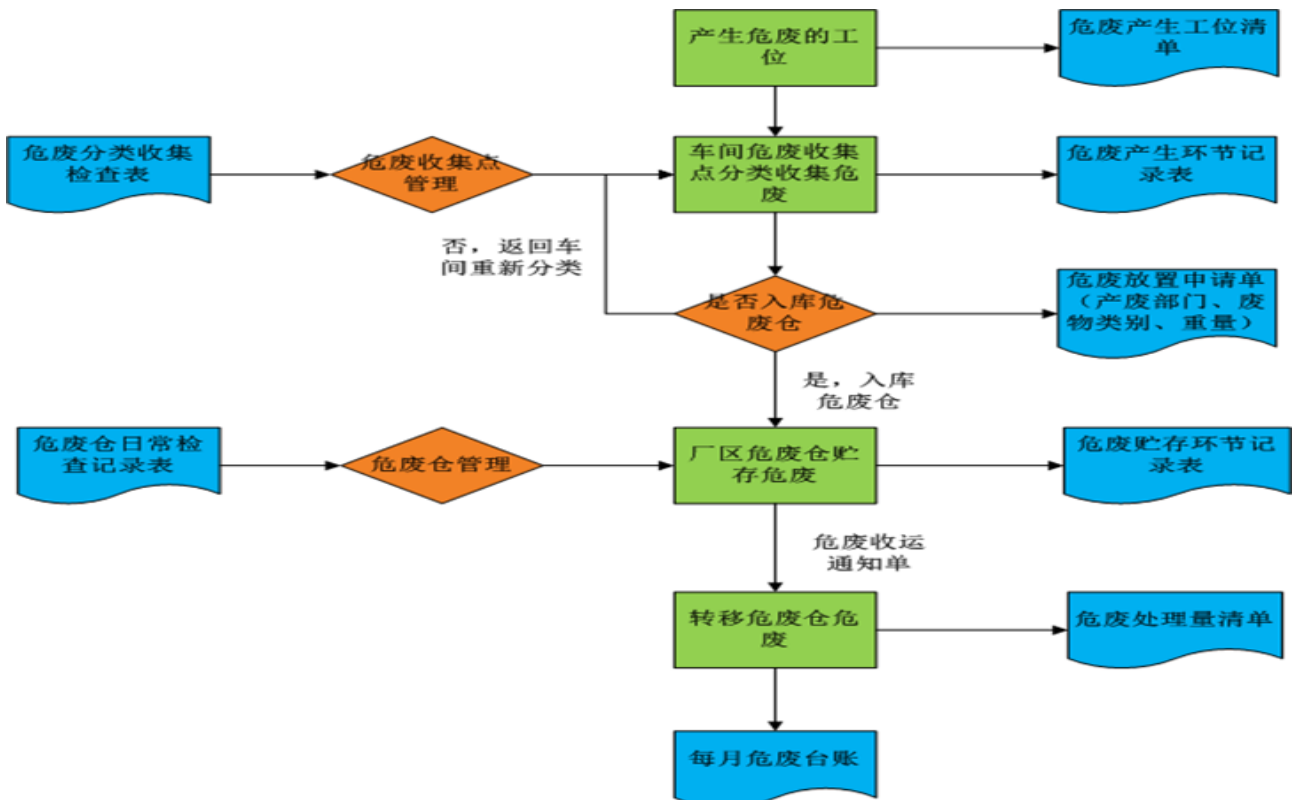 产生危废的工
位
危废产生工位清
单
危废分类收集
检查表
危废收集点
管理
车间危废收集
点分类收集危
废
危废产生环节记
录表
否，返回车
间重新分类
是否入库危
废仓
危废放置申请单
（产废部门、废
物类别、重量）
是，入库
危废仓
危废仓日常检
查记录表
危废仓管理
厂区危废仓贮
存危废
危废贮存环节记
录表
危废收运
通知单
转移危废仓危
废
危废处理量清单
每月危废台账